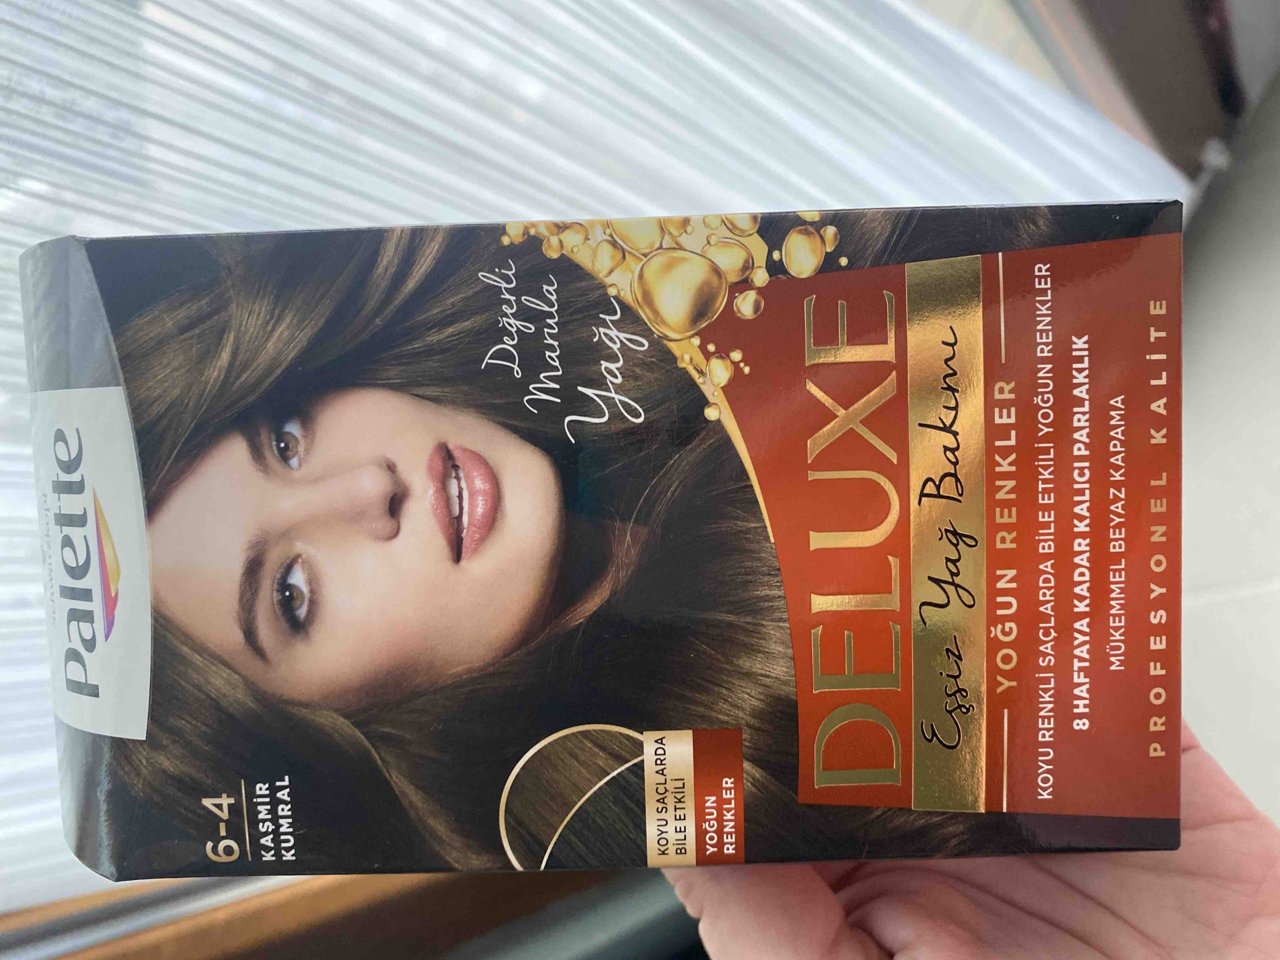 Schwarzkopf
Palette
6-4
KAŞMİR
KUMRAL
Değerli
Marula
Yağı
KOYU SAÇLARDA
BİLE ETKİLİ
YOĞUN
RENKLER
DELUXE
Eşsiz Yağ Bakımı
YOĞUN RENKLER
KOYU RENKLİ SAÇLARDA BİLE ETKİLİ YOĞUN RENKLER
8 HAFTAYA KADAR KALICI PARLAKLIK
MÜKEMMEL BEYAZ KAPAMA
PROFESYONEL KALİTE